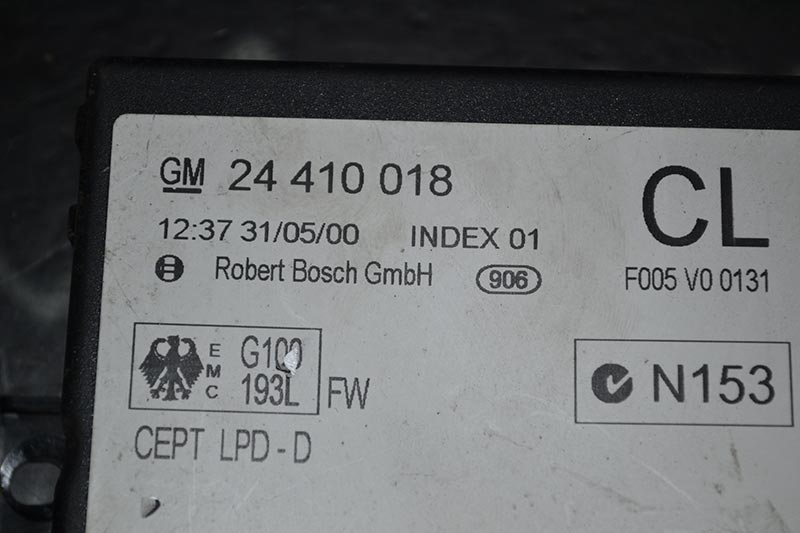 GM 24 410 018
CL
12:37 31/05/00 INDEX 01
Robert Bosch GmbH 906
F005 V0 0131
EMC
G100
193L
FW
N153
CEPT LPD-D